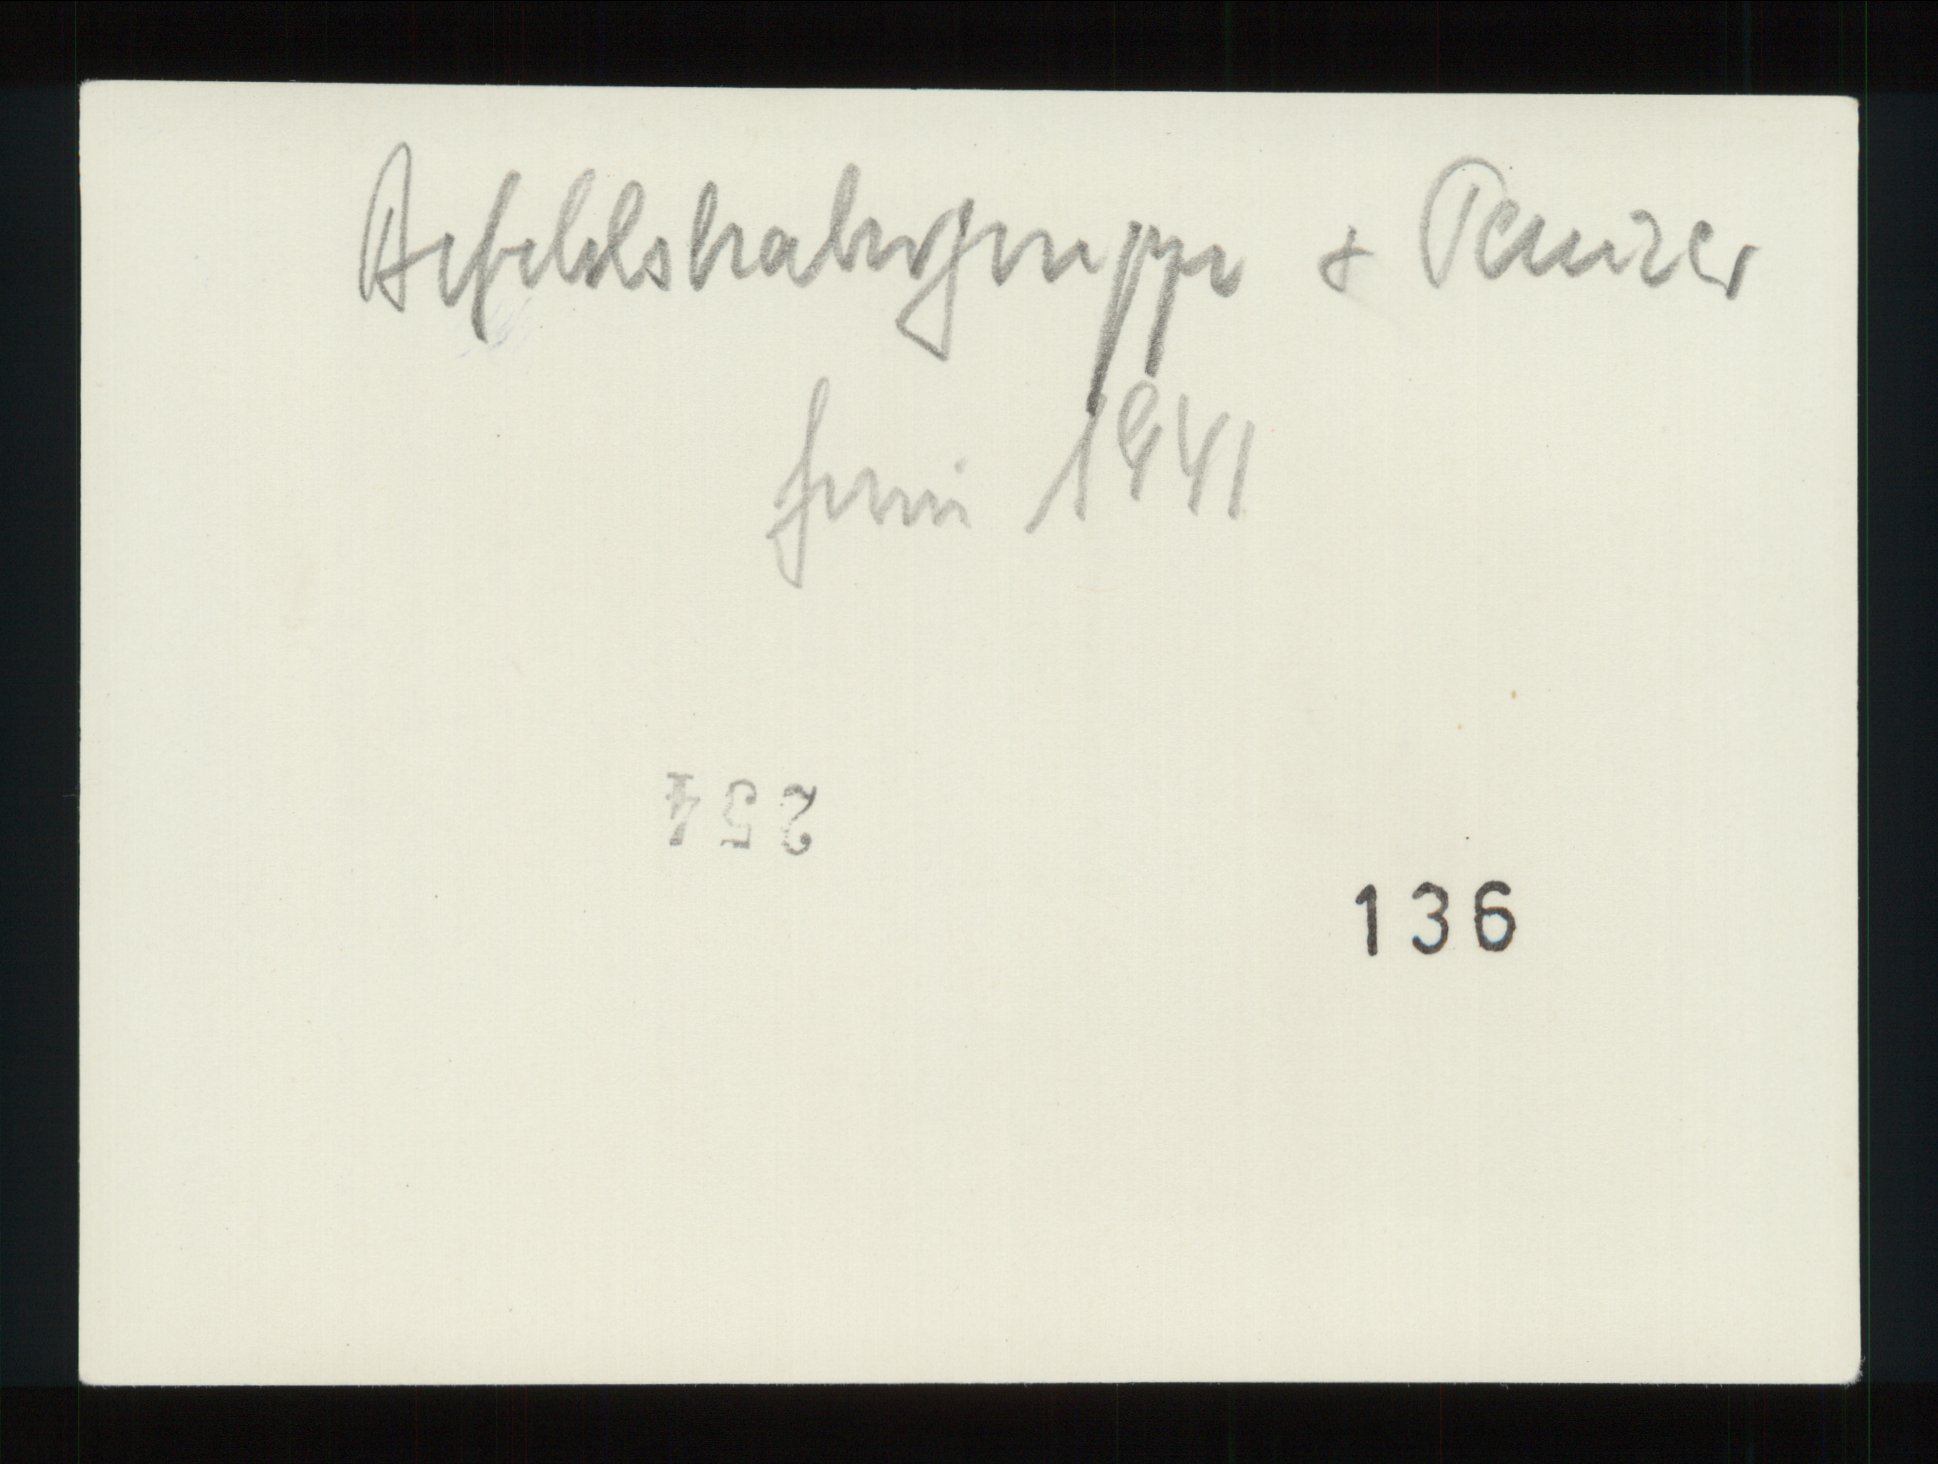 Befehlshabergruppe + Panzer
Juni 1941
254
136